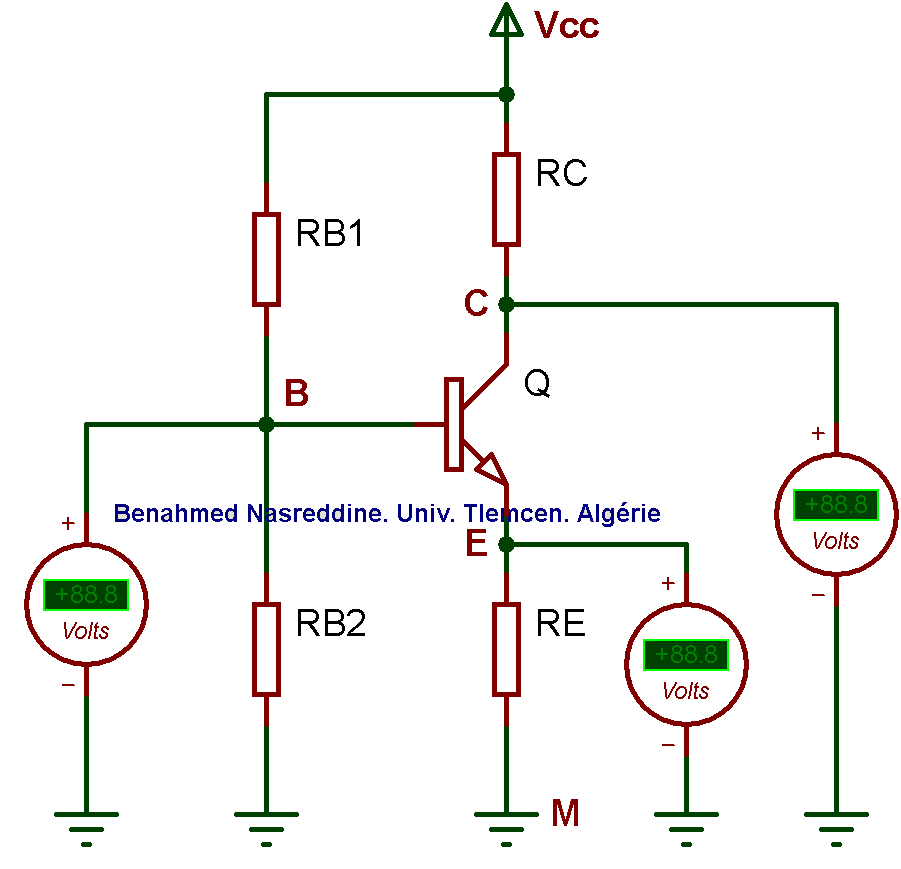 Vcc
RC
RB1
C
Q
B
+
+88.8
Volts
−
Benahmed Nasreddine. Univ. Tlemcen. Algérie
+
+88.8
Volts
−
E
RB2
RE
+
+88.8
Volts
−
M